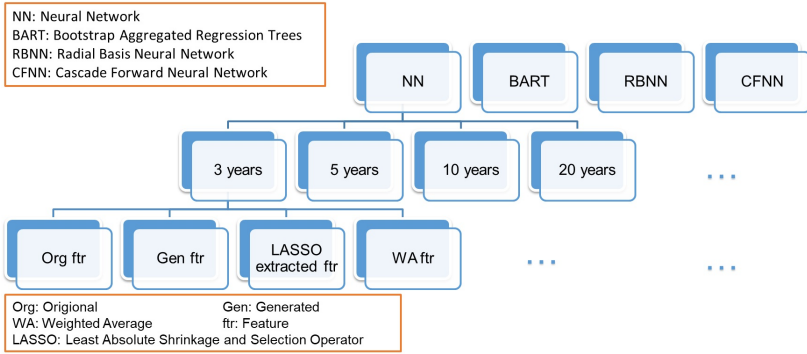 NN: Neural Network
BART: Bootstrap Aggregated Regression Trees
RBNN: Radial Basis Neural Network
CFNN: Cascade Forward Neural Network
NN BART RBNN CFNN
3 years 5 years 10 years 20 years ...
Org ftr Gen ftr LASSO extracted ftr WA ftr ... ...
Org: Origional Gen: Generated
WA: Weighted Average ftr: Feature
LASSO: Least Absolute Shrinkage and Selection Operator